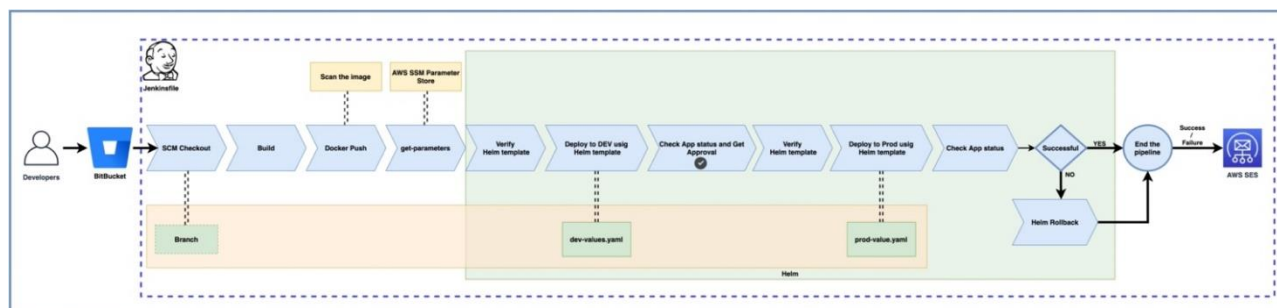 Jenkinsfile
Scan the image
AWS SSM Parameter
Store
Developers
BitBucket
SCM Checkout
Build
Docker Push
get-parameters
Verify
Helm template
Deploy to DEV usig
Helm template
Check App status and Get
Approval
Verify
Helm template
Deploy to Prod usig
Helm template
Check App status
Successful
YES
NO
End the
pipeline
Success
/
Failure
AWS SES
Branch
dev-values.yaml
prod-value.yaml
Helm Rollback
Helm